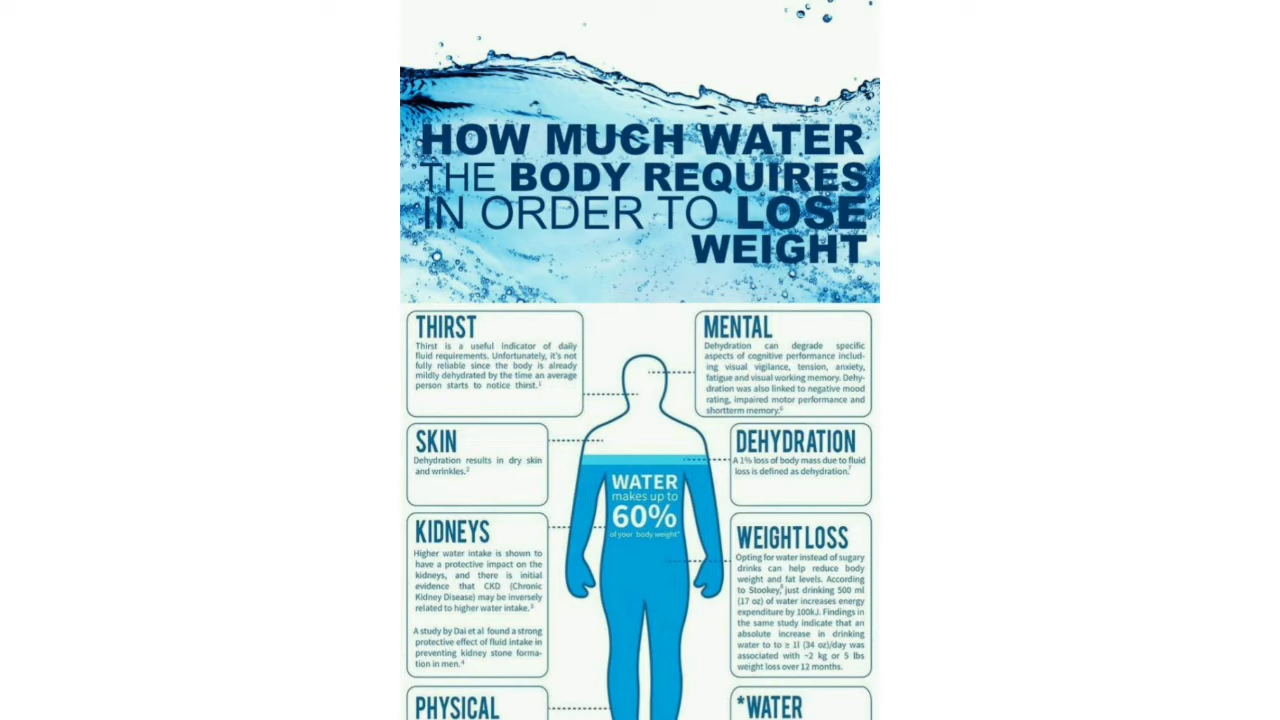 HOW MUCH WATER
THE BODY REQUIRES
IN ORDER TO LOSE
WEIGHT
THIRST
Thirst is a useful indicator of daily
fluid requirements. Unfortunately, it's not
fully reliable since the body is already
mildly dehydrated by the time an average
person starts to notice thirst.1
MENTAL
Dehydration can degrade specific
aspects of cognitive performance includ-
ing visual vigilance, tension, anxiety,
fatigue and visual working memory. Dehy-
dration was also linked to negative mood
rating, impaired motor performance and
shortterm memory.6
SKIN
Dehydration results in dry skin
and wrinkles.2
DEHYDRATION
A 1% loss of body mass due to fluid
loss is defined as dehydration.7
WATER
makes up to
60%
of your body weight*
KIDNEYS
Higher water intake is shown to
have a protective impact on the
kidneys, and there is initial
evidence that CKD (Chronic
Kidney Disease) may be inversely
related to higher water intake.3
A study by Dai et al found a strong
protective effect of fluid intake in
preventing kidney stone forma-
tion in men.4
WEIGHT LOSS
Opting for water instead of sugary
drinks can help reduce body
weight and fat levels. According
to Stookey,8 just drinking 500 ml
(17 oz) of water increases energy
expenditure by 100kJ. Findings in
the same study indicate that an
absolute increase in drinking
water to to ≥ 1l (34 oz)/day was
associated with ~2 kg or 5 lbs
weight loss over 12 months.
PHYSICAL
*WATER